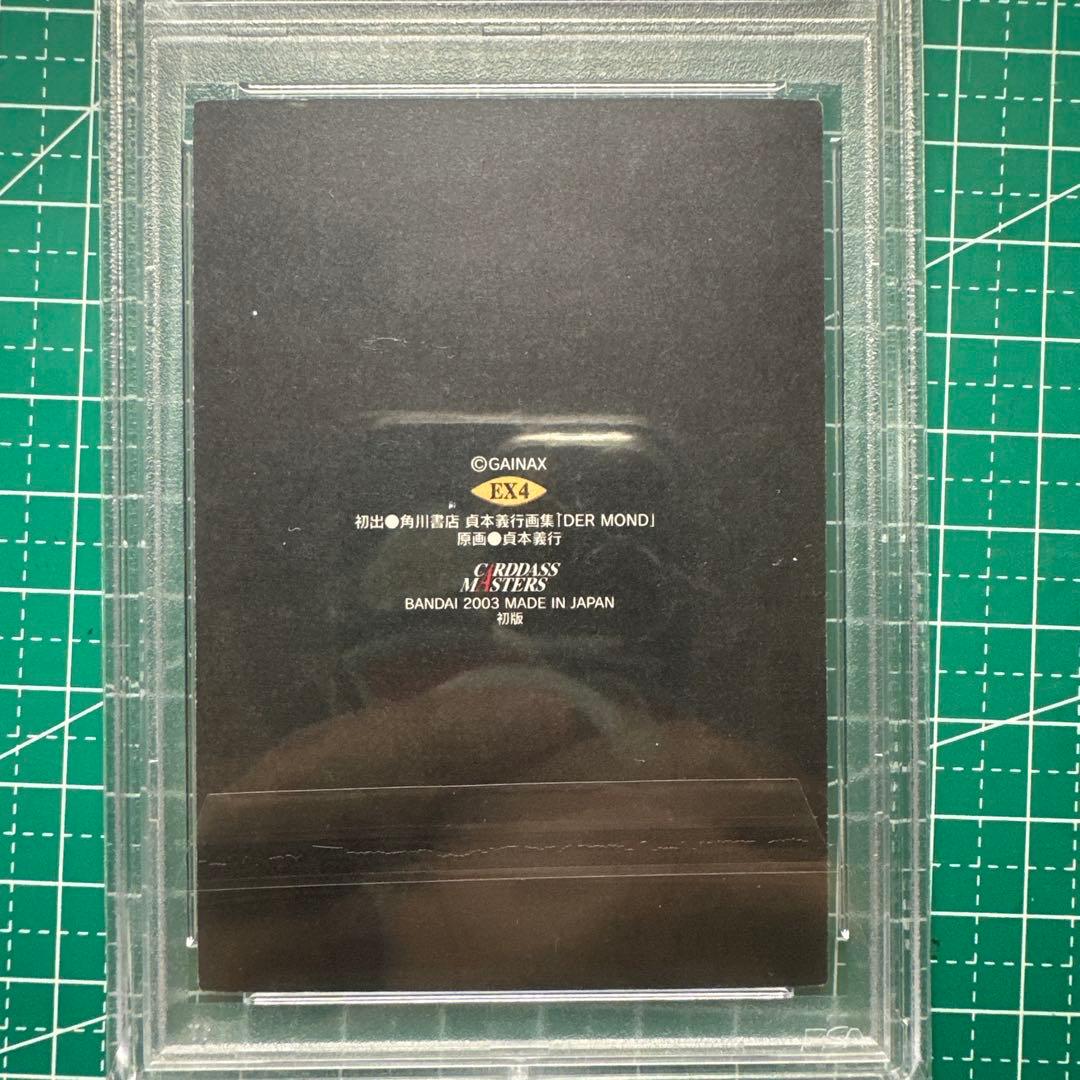 ©GAINAX
EX4
初出●角川書店 貞本義行画集「DER MOND」
原画●貞本義行
CARDDASS
MASTERS
BANDAI 2003 MADE IN JAPAN
初版
PSA